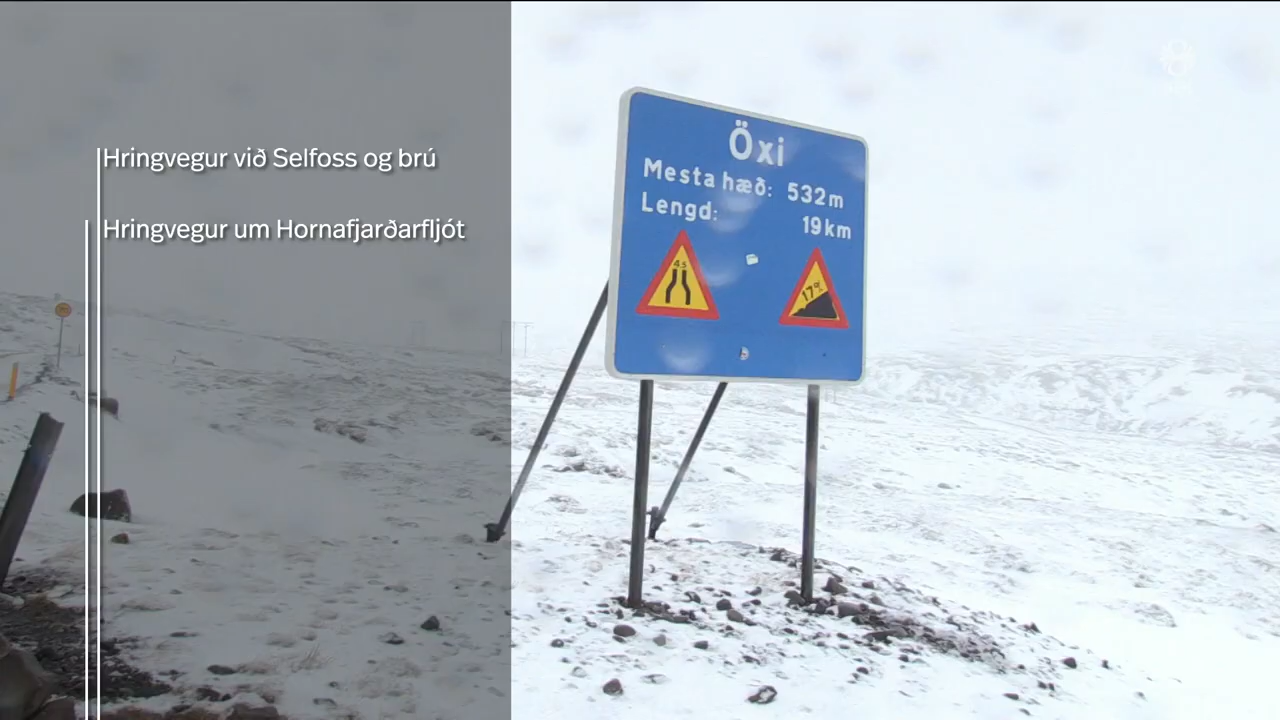 Hringvegur við Selfoss og brú
Hringvegur um Hornafjarðarfljót
Öxi
Mesta hæð: 532m
Lengd: 19km
4.5
17%